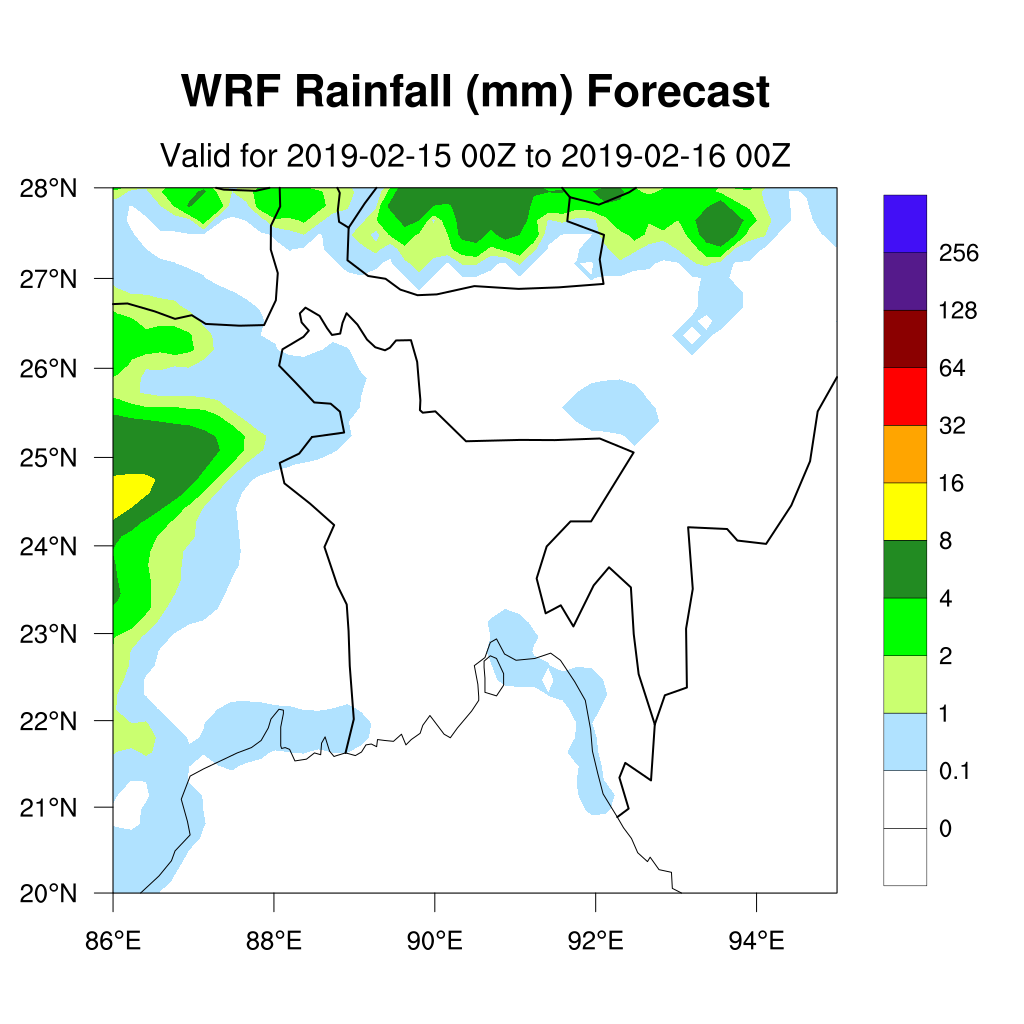 WRF Rainfall (mm) Forecast
Valid for 2019-02-15 00Z to 2019-02-16 00Z
28°N
27°N
26°N
25°N
24°N
23°N
22°N
21°N
20°N
86°E
88°E
90°E
92°E
94°E
256
128
64
32
16
8
4
2
1
0.1
0